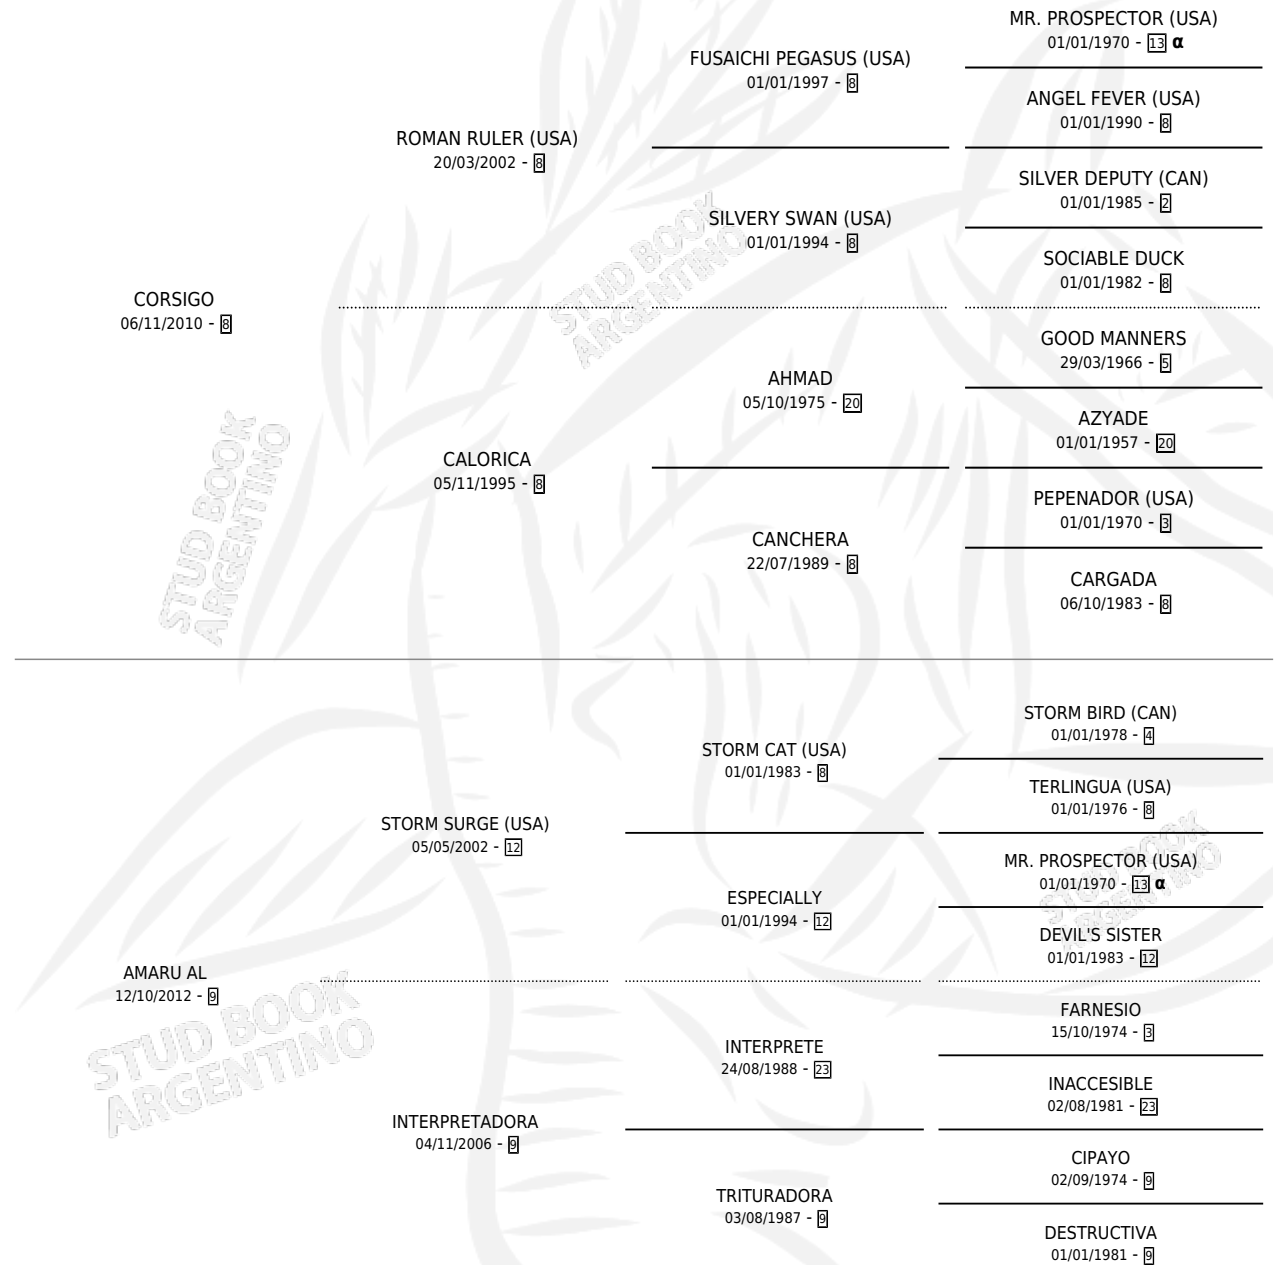 MR. PROSPECTOR (USA)
01/01/1970 - 13 α
FUSAICHI PEGASUS (USA)
01/01/1997 - 8
ANGEL FEVER (USA)
01/01/1990 - 8
ROMAN RULER (USA)
20/03/2002 - 8
SILVER DEPUTY (CAN)
01/01/1985 - 2
SILVERY SWAN (USA)
01/01/1994 - 8
SOCIABLE DUCK
01/01/1982 - 8
STUD BOOK
ARGENTINO
CORSIGO
06/11/2010 - 8
GOOD MANNERS
29/03/1966 - 5
AHMAD
05/10/1975 - 20
AZYADE
01/01/1957 - 20
CALORICA
05/11/1995 - 8
PEPENADOR (USA)
01/01/1970 - 3
CANCHERA
22/07/1989 - 8
CARGADA
06/10/1983 - 8
STUD BOOK
ARGENTINO
STORM BIRD (CAN)
01/01/1978 - 4
STORM CAT (USA)
01/01/1983 - 8
TERLINGUA (USA)
01/01/1976 - 8
STORM SURGE (USA)
05/05/2002 - 12
MR. PROSPECTOR (USA)
01/01/1970 - 13 α
STUD BOOK
ARGENTINO
ESPECIALLY
01/01/1994 - 12
DEVIL'S SISTER
01/01/1983 - 12
AMARU AL
12/10/2012 - 9
STUD BOOK
ARGENTINO
FARNESIO
15/10/1974 - 3
INTERPRETE
24/08/1988 - 23
INACCESIBLE
02/08/1981 - 23
INTERPRETADORA
04/11/2006 - 9
CIPAYO
02/09/1974 - 9
TRITURADORA
03/08/1987 - 9
DESTRUCTIVA
01/01/1981 - 9